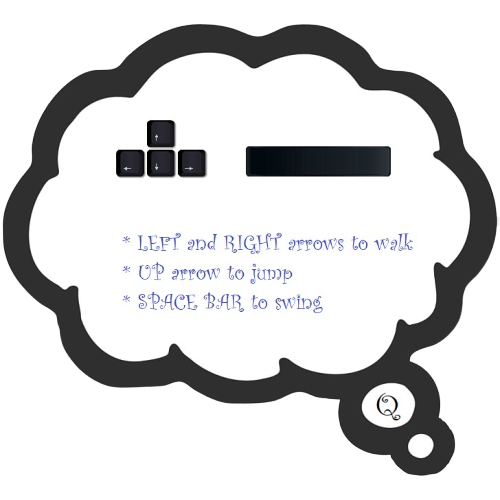 ↑
← ↓ →
* LEFT and RIGHT arrows to walk
* UP arrow to jump
* SPACE BAR to swing
Q